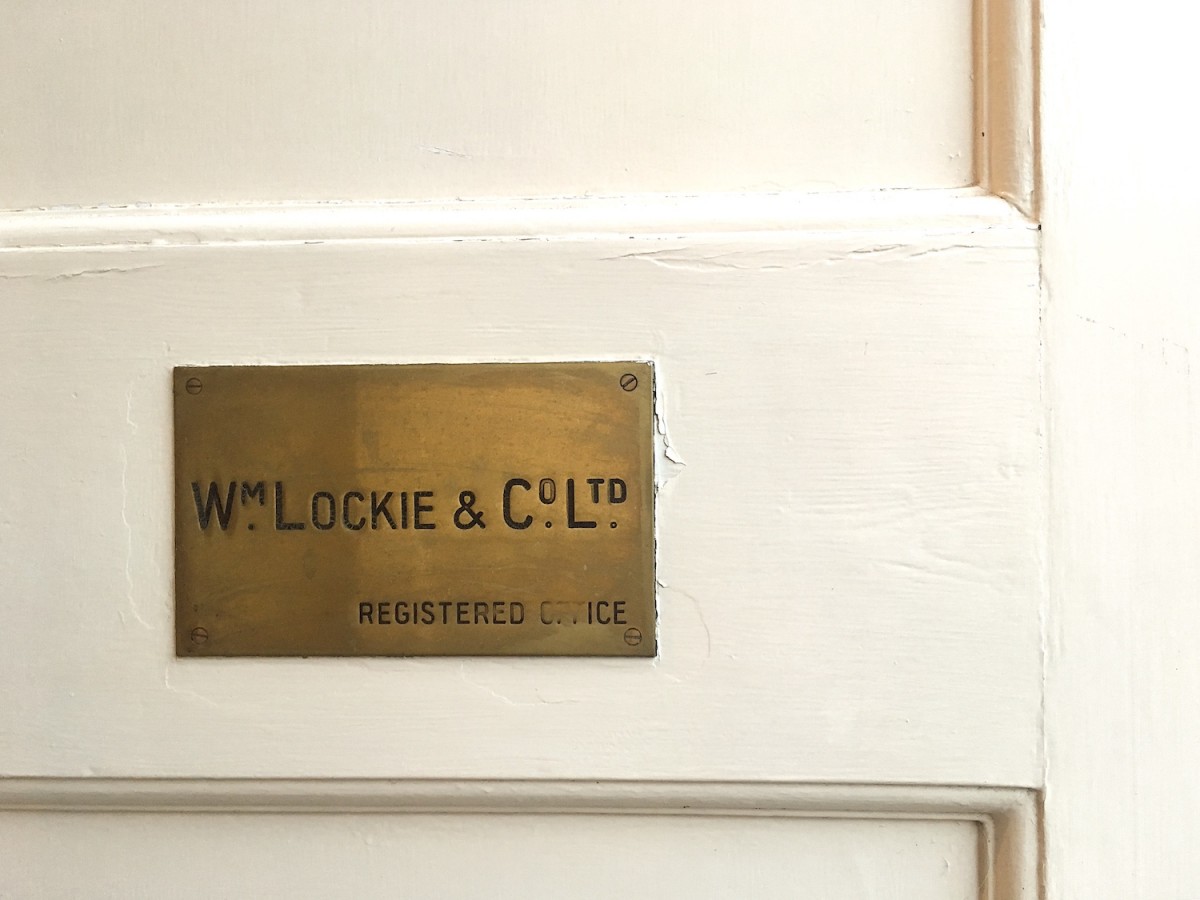 Wᴹ. LOCKIE & Cᴼ. Lᵀᴰ.
REGISTERED OFFICE